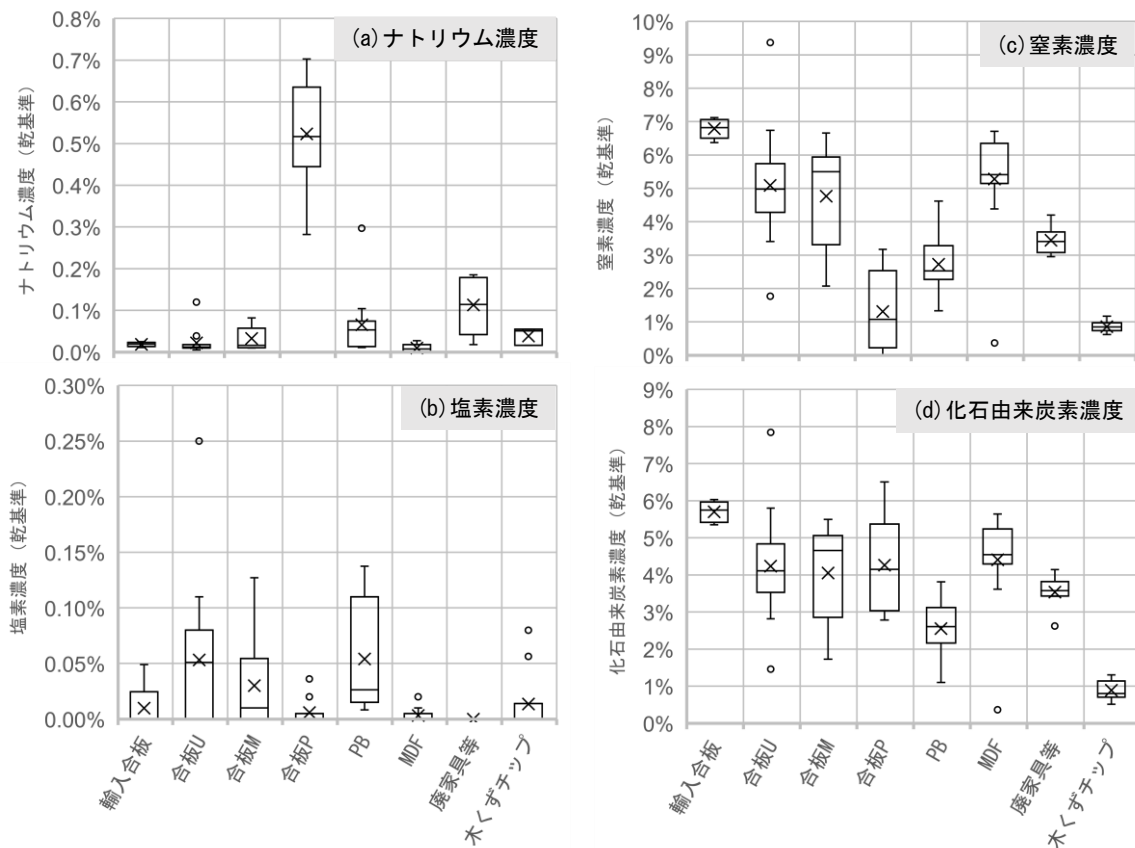 (a)ナトリウム濃度
ナトリウム濃度（乾基準）
0.8%
0.7%
0.6%
0.5%
0.4%
0.3%
0.2%
0.1%
0.0%
(c)窒素濃度
窒素濃度（乾基準）
10%
9%
8%
7%
6%
5%
4%
3%
2%
1%
0%
(b)塩素濃度
塩素濃度（乾基準）
0.30%
0.25%
0.20%
0.15%
0.10%
0.05%
0.00%
輸入合板
合板U
合板M
合板P
PB
MDF
廃家具等
木くずチップ
(d)化石由来炭素濃度
化石由来炭素濃度（乾基準）
9%
8%
7%
6%
5%
4%
3%
2%
1%
0%
輸入合板
合板U
合板M
合板P
PB
MDF
廃家具等
木くずチップ